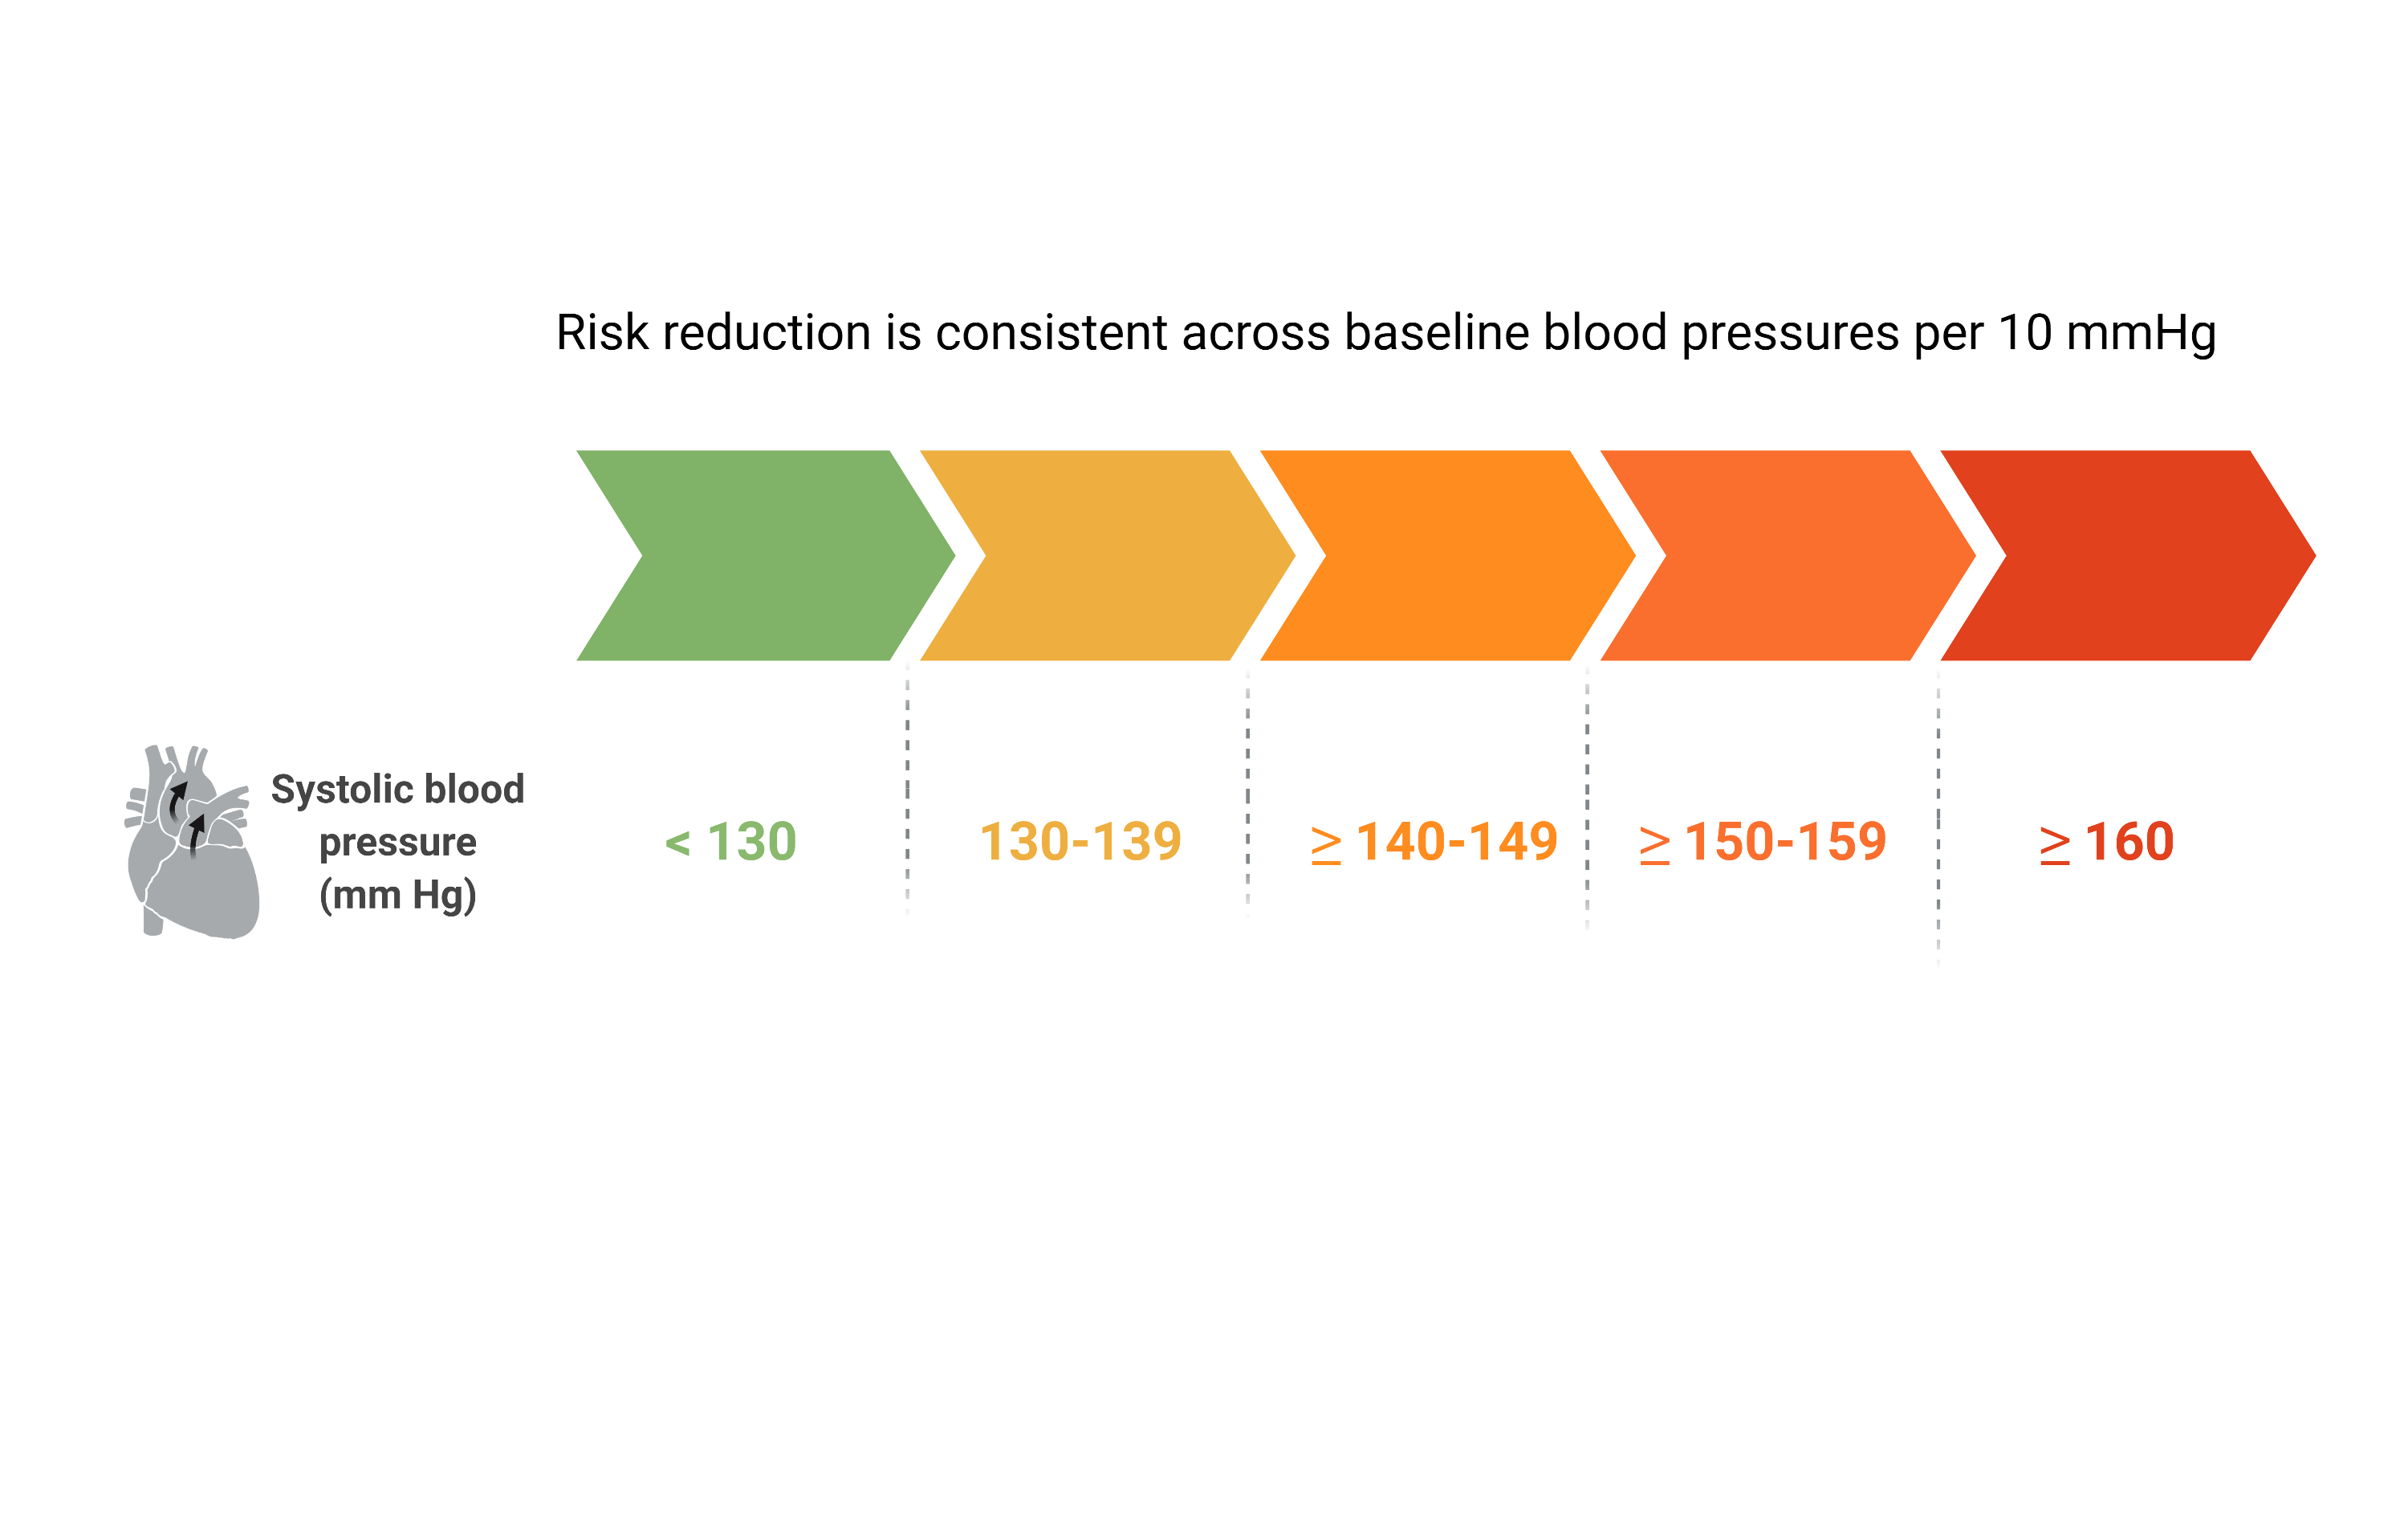 Risk reduction is consistent across baseline blood pressures per 10 mmHg
Systolic blood
pressure
(mm Hg)
< 130
130-139
≥ 140-149
≥ 150-159
≥ 160